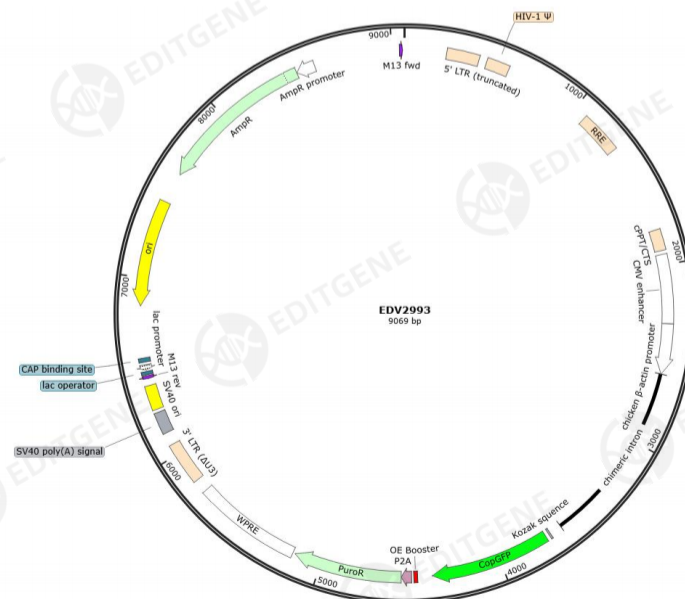 9000
HIV-1 Ψ
M13 fwd
5' LTR (truncated)
AmpR promoter
1000
8000
AmpR
RRE
cPPT/CTS
2000
CMV enhancer
ori
7000
EDV2993
9069 bp
chicken β-actin promoter
lac promoter
CAP binding site
M13 rev
lac operator
SV40 ori
3000
SV40 poly(A) signal
3' LTR (ΔU3)
6000
chimeric intron
WPRE
Kozak squence
OE Booster
P2A
CopGFP
4000
PuroR
5000
EDITGENE
EDITGENE
EDITGENE
EDITGENE
EDITGENE